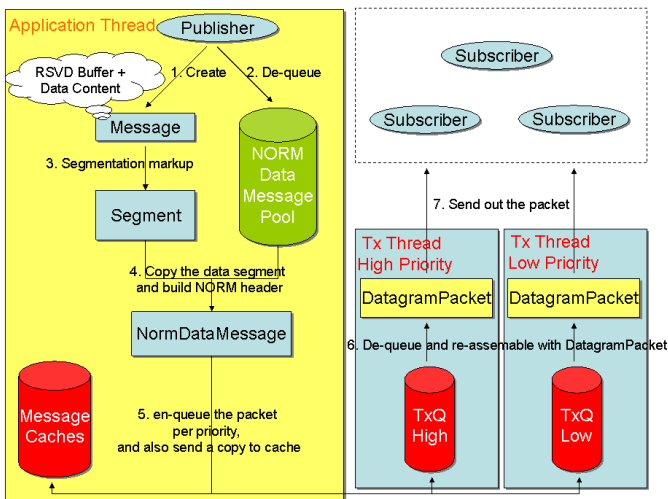 Application Thread
Publisher
RSVD Buffer +
Data Content
1. Create
2. De-queue
Message
3. Segmentation markup
NORM
Data
Message
Pool
Segment
4. Copy the data segment
and build NORM header
NormDataMessage
Message
Caches
5. en-queue the packet
per priority,
and also send a copy to cache
Subscriber
Subscriber
Subscriber
7. Send out the packet
Tx Thread
High Priority
Tx Thread
Low Priority
DatagramPacket
DatagramPacket
6. De-queue and re-assemable with DatagramPacket
TxQ
High
TxQ
Low